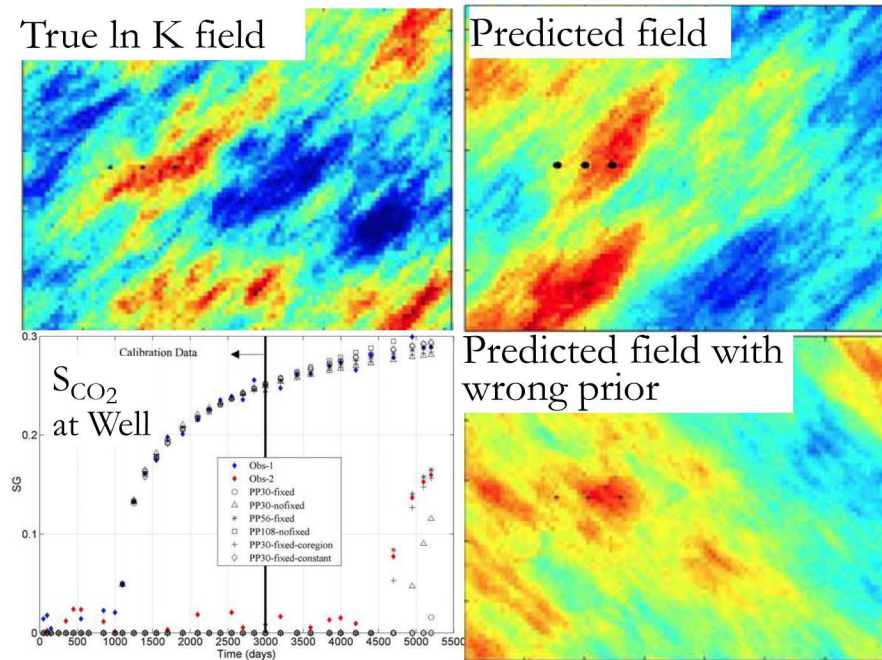 True ln K field
Predicted field
0.3
Calibration Data
S_CO2
at Well
0.2
SG
Obs-1
Obs-2
PP30-fixed
PP30-nofixed
PP56-fixed
PP108-nofixed
PP30-fixed-coregion
PP30-fixed-constant
0.1
0
0 500 1000 1500 2000 2500 3000 3500 4000 4500 5000 5500
Time (days)
Predicted field with
wrong prior